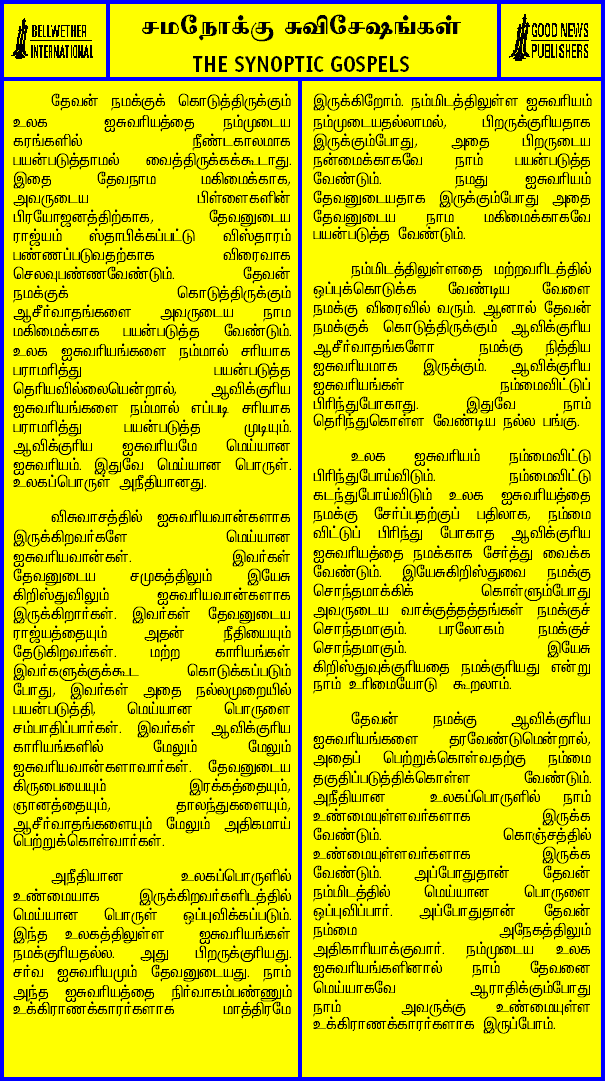 BELLWETHER
INTERNATIONAL
சமநோக்கு சுவிசேஷங்கள்
THE SYNOPTIC GOSPELS
GOOD NEWS
PUBLISHERS
தேவன் நமக்குக் கொடுத்திருக்கும்
உலக ஐசுவரியத்தை நம்முடைய
கரங்களில் நீண்டகாலமாக
பயன்படுத்தாமல் வைத்திருக்கக்கூடாது.
இதை தேவநாம மகிமைக்காக,
அவருடைய பிள்ளைகளின்
பிரயோஜனத்திற்காக, தேவனுடைய
ராஜ்யம் ஸ்தாபிக்கப்பட்டு விஸ்தாரம்
பண்ணப்படுவதற்காக விரைவாக
செலவுபண்ணவேண்டும். தேவன்
நமக்குக் கொடுத்திருக்கும்
ஆசீர்வாதங்களை அவருடைய நாம
மகிமைக்காக பயன்படுத்த வேண்டும்.
உலக ஐசுவரியங்களை நம்மால் சரியாக
பராமரித்து பயன்படுத்த
தெரியவில்லையென்றால், ஆவிக்குரிய
ஐசுவரியங்களை நம்மால் எப்படி சரியாக
பராமரித்து பயன்படுத்த முடியும்.
ஆவிக்குரிய ஐசுவரியமே மெய்யான
ஐசுவரியம். இதுவே மெய்யான பொருள்.
உலகப்பொருள் அநீதியானது.
விசுவாசத்தில் ஐசுவரியவான்களாக
இருக்கிறவர்களே மெய்யான
ஐசுவரியவான்கள். இவர்கள்
தேவனுடைய சமுகத்திலும் இயேசு
கிறிஸ்துவிலும் ஐசுவரியவான்களாக
இருக்கிறார்கள். இவர்கள் தேவனுடைய
ராஜ்யத்தையும் அதன் நீதியையும்
தேடுகிறவர்கள். மற்ற காரியங்கள்
இவர்களுக்குக்கூட கொடுக்கப்படும்
போது, இவர்கள் அதை நல்லமுறையில்
பயன்படுத்தி, மெய்யான பொருளை
சம்பாதிப்பார்கள். இவர்கள் ஆவிக்குரிய
காரியங்களில் மேலும் மேலும்
ஐசுவரியவான்களாவார்கள். தேவனுடைய
கிருபையையும் இரக்கத்தையும்,
ஞானத்தையும், தாலந்துகளையும்,
ஆசீர்வாதங்களையும் மேலும் அதிகமாய்
பெற்றுக்கொள்வார்கள்.
அநீதியான உலகப்பொருளில்
உண்மையாக இருக்கிறவர்களிடத்தில்
மெய்யான பொருள் ஒப்புவிக்கப்படும்.
இந்த உலகத்திலுள்ள ஐசுவரியங்கள்
நமக்குரியதல்ல. அது பிறருக்குரியது.
சர்வ ஐசுவரியமும் தேவனுடையது. நாம்
அந்த ஐசுவரியத்தை நிர்வாகம்பண்ணும்
உக்கிராணக்காரர்களாக மாத்திரமே
இருக்கிறோம். நம்மிடத்திலுள்ள ஐசுவரியம்
நம்முடையதல்லாமல், பிறருக்குரியதாக
இருக்கும்போது, அதை பிறருடைய
நன்மைக்காகவே நாம் பயன்படுத்த
வேண்டும். நமது ஐசுவரியம்
தேவனுடையதாக இருக்கும்போது அதை
தேவனுடைய நாம மகிமைக்காகவே
பயன்படுத்த வேண்டும்.
நம்மிடத்திலுள்ளதை மற்றவரிடத்தில்
ஒப்புக்கொடுக்க வேண்டிய வேளை
நமக்கு விரைவில் வரும். ஆனால் தேவன்
நமக்குக் கொடுத்திருக்கும் ஆவிக்குரிய
ஆசீர்வாதங்களோ நமக்கு நித்திய
ஐசுவரியமாக இருக்கும். ஆவிக்குரிய
ஐசுவரியங்கள் நம்மைவிட்டுப்
பிரிந்துபோகாது. இதுவே நாம்
தெரிந்துகொள்ள வேண்டிய நல்ல பங்கு.
உலக ஐசுவரியம் நம்மைவிட்டு
பிரிந்துபோய்விடும். நம்மைவிட்டு
கடந்துபோய்விடும் உலக ஐசுவரியத்தை
நமக்கு சேர்ப்பதற்குப் பதிலாக, நம்மை
விட்டுப் பிரிந்து போகாத ஆவிக்குரிய
ஐசுவரியத்தை நமக்காக சேர்த்து வைக்க
வேண்டும். இயேசுகிறிஸ்துவை நமக்கு
சொந்தமாக்கிக் கொள்ளும்போது
அவருடைய வாக்குத்தத்தங்கள் நமக்குச்
சொந்தமாகும். பரலோகம் நமக்குச்
சொந்தமாகும். இயேசு
கிறிஸ்துவுக்குரியதை நமக்குரியது என்று
நாம் உரிமையோடு கூறலாம்.
தேவன் நமக்கு ஆவிக்குரிய
ஐசுவரியங்களை தரவேண்டுமென்றால்,
அதைப் பெற்றுக்கொள்வதற்கு நம்மை
தகுதிப்படுத்திக்கொள்ள வேண்டும்.
அநீதியான உலகப்பொருளில் நாம்
உண்மையுள்ளவர்களாக இருக்க
வேண்டும். கொஞ்சத்தில்
உண்மையுள்ளவர்களாக இருக்க
வேண்டும். அப்போதுதான் தேவன்
நம்மிடத்தில் மெய்யான பொருளை
ஒப்புவிப்பார். அப்போதுதான் தேவன்
நம்மை அநேகத்திலும்
அதிகாரியாக்குவார். நம்முடைய உலக
ஐசுவரியங்களினால் நாம் தேவனை
மெய்யாகவே ஆராதிக்கும்போது
நாம் அவருக்கு உண்மையுள்ள
உக்கிராணக்காரர்களாக இருப்போம்.